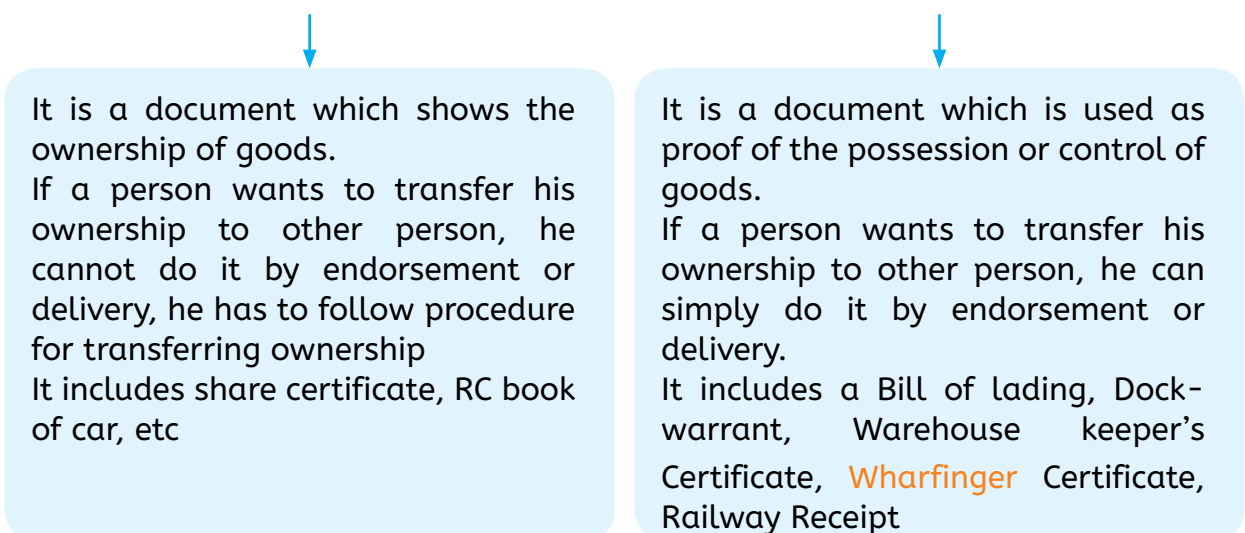 It is a document which shows the
ownership of goods.
If a person wants to transfer his
ownership to other person, he
cannot do it by endorsement or
delivery, he has to follow procedure
for transferring ownership
It includes share certificate, RC book
of car, etc
It is a document which is used as
proof of the possession or control of
goods.
If a person wants to transfer his
ownership to other person, he can
simply do it by endorsement or
delivery.
It includes a Bill of lading, Dock-
warrant, Warehouse keeper’s
Certificate, Wharfinger Certificate,
Railway Receipt